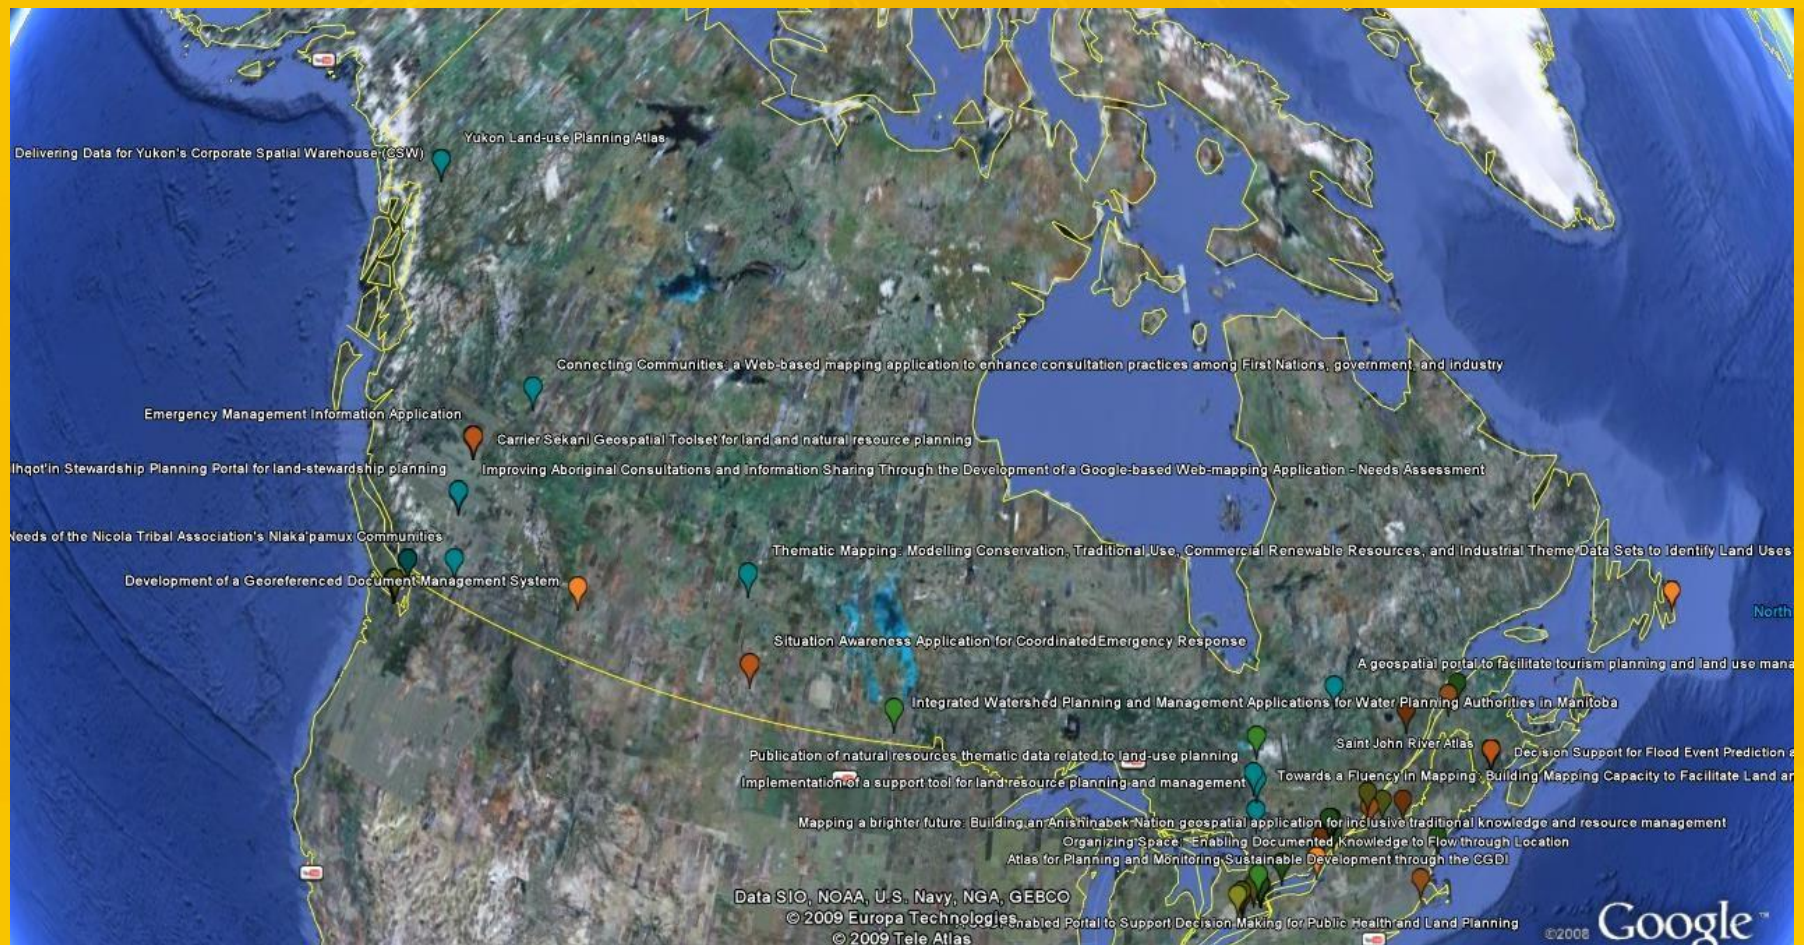 Yukon Land-use Planning Atlas
Delivering Data for Yukon's Corporate Spatial Warehouse (CSW)
Connecting Communities: a Web-based mapping application to enhance consultation practices among First Nations, government, and industry
Emergency Management Information Application
Carrier Sekani Geospatial Toolset for land and natural resource planning
lhqot'in Stewardship Planning Portal for land-stewardship planning
Improving Aboriginal Consultations and Information Sharing Through the Development of a Google-based Web-mapping Application - Needs Assessment
Needs of the Nicola Tribal Association's Nlaka'pamux Communities
Thematic Mapping: Modelling Conservation, Traditional Use, Commercial Renewable Resources, and Industrial Theme Data Sets to Identify Land Uses
Development of a Georeferenced Document Management System
North
Situation Awareness Application for Coordinated Emergency Response
A geospatial portal to facilitate tourism planning and land use mana
Integrated Watershed Planning and Management Applications for Water Planning Authorities in Manitoba
Saint John River Atlas
Decision Support for Flood Event Prediction a
Publication of natural resources thematic data related to land-use planning
Towards a Fluency in Mapping: Building Mapping Capacity to Facilitate Land an
Implementation of a support tool for land resource planning and management
Mapping a brighter future: Building an Anishinabek Nation geospatial application for inclusive traditional knowledge and resource management
Organizing Space: Enabling Documented Knowledge to Flow through Location
Atlas for Planning and Monitoring Sustainable Development through the CGDI
Data SIO, NOAA, U.S. Navy, NGA, GEBCO
© 2009 Europa Technologies
enabled Portal to Support Decision Making for Public Health and Land Planning
© 2009 Tele Atlas
©2008 Google™